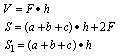 V = F • h
S = (a + b + c) • h + 2F
S₁ = (a + b + c) • h